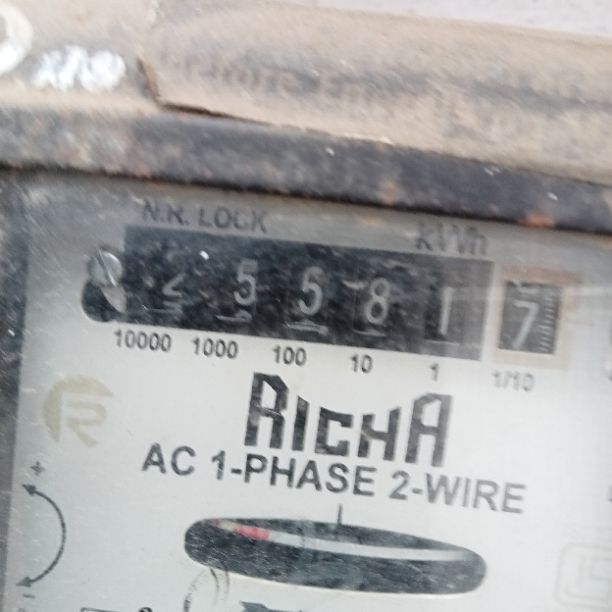 N.R. LOCK
kWh
2 5 5 8 1 7
10000 1000 100 10 1 1/10
RICHA
AC 1-PHASE 2-WIRE
+